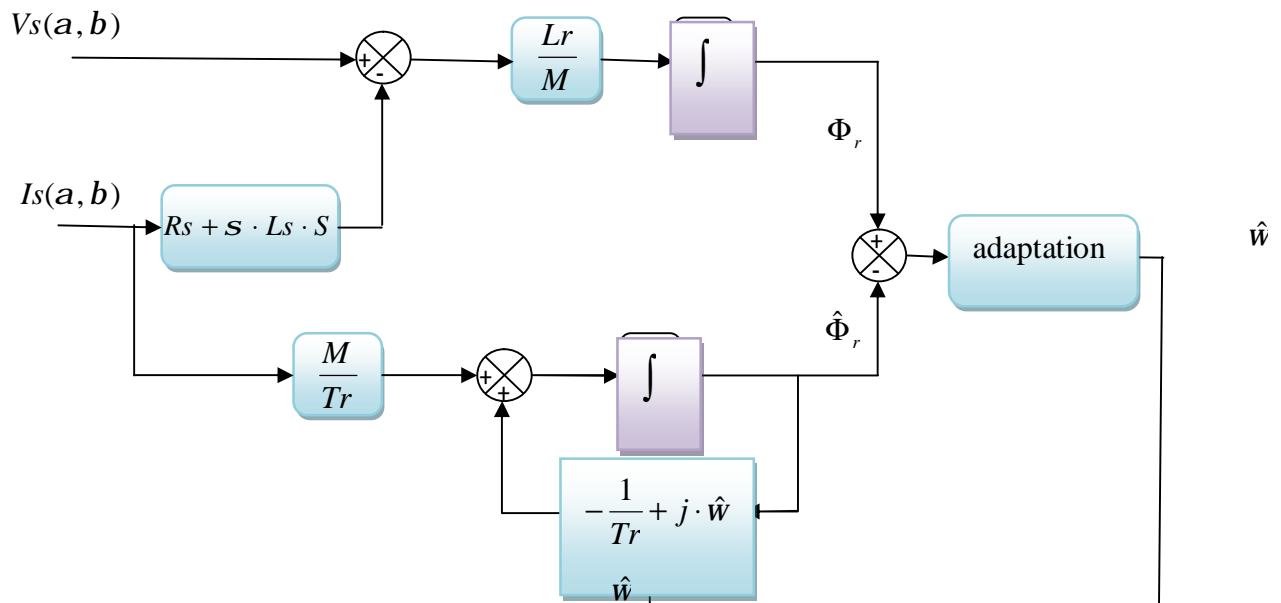 Vs(a,b)
Lr
M
∫
Φr
Is(a,b)
Rs + s · Ls · S
+
-
+
-
adaptation
ŵ
Φ̂r
M
Tr
+
+
∫
− 1/Tr + j · ŵ
ŵ